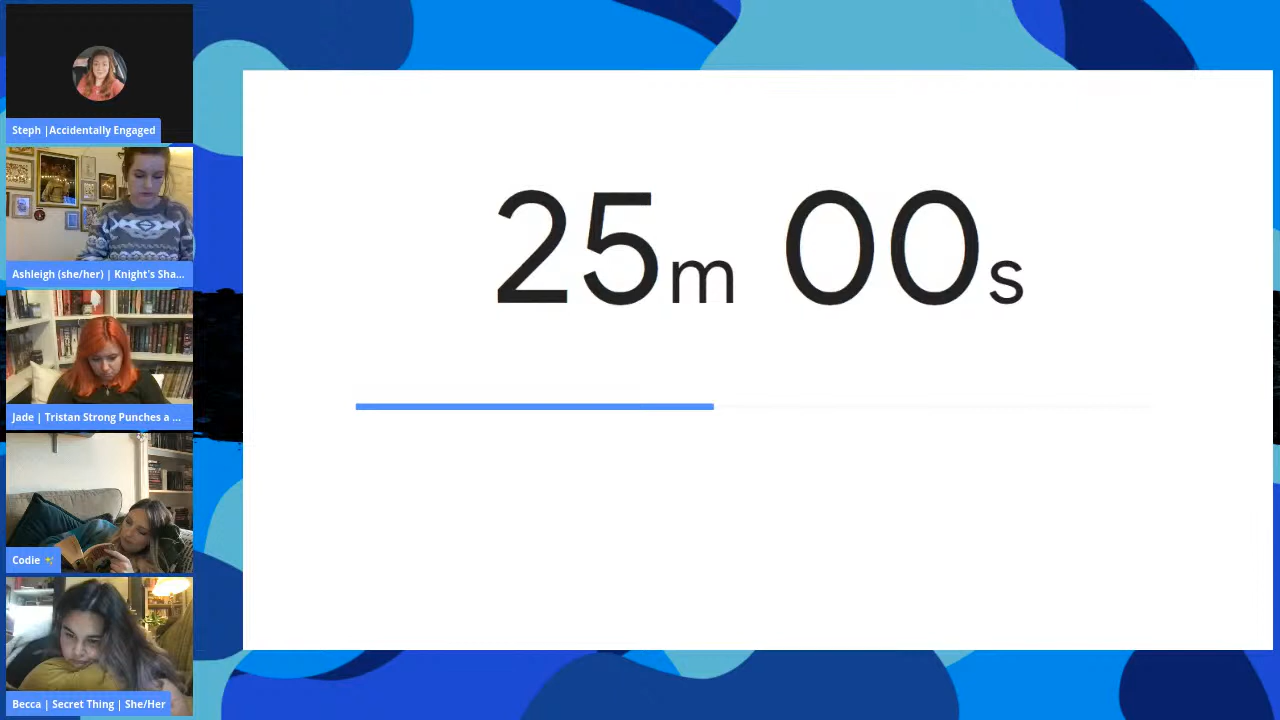 Steph |Accidentally Engaged
Ashleigh (she/her) | Knight's Sha...
Jade | Tristan Strong Punches a ...
Codie ✨
Becca | Secret Thing | She/Her
25m 00s